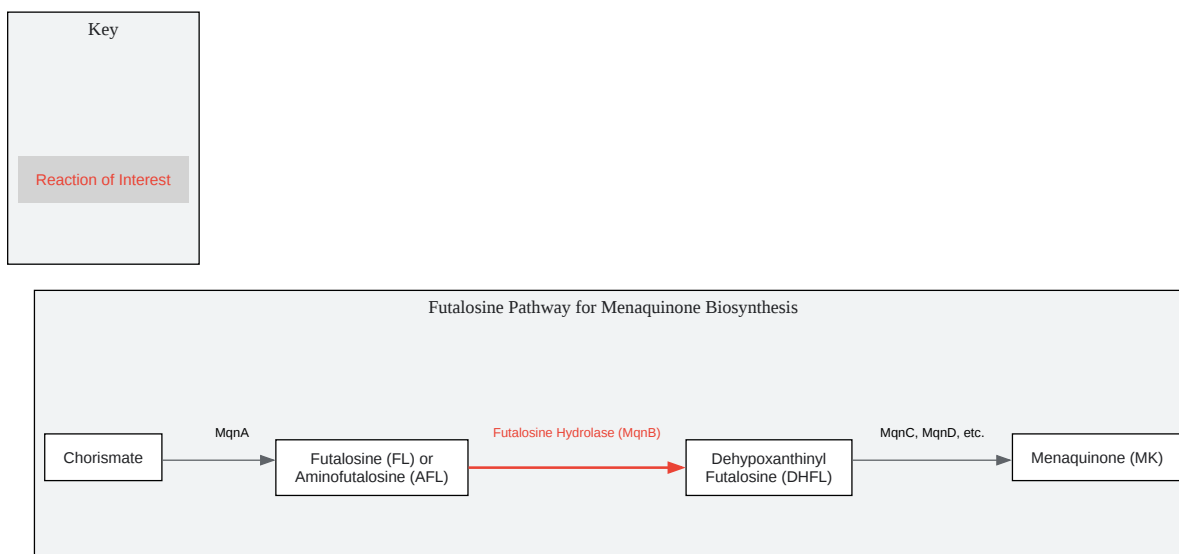 Key
Reaction of Interest
Futalosine Pathway for Menaquinone Biosynthesis
Chorismate
MqnA
Futalosine (FL) or
Aminofutalosine (AFL)
Futalosine Hydrolase (MqnB)
Dehypoxanthinyl
Futalosine (DHFL)
MqnC, MqnD, etc.
Menaquinone (MK)